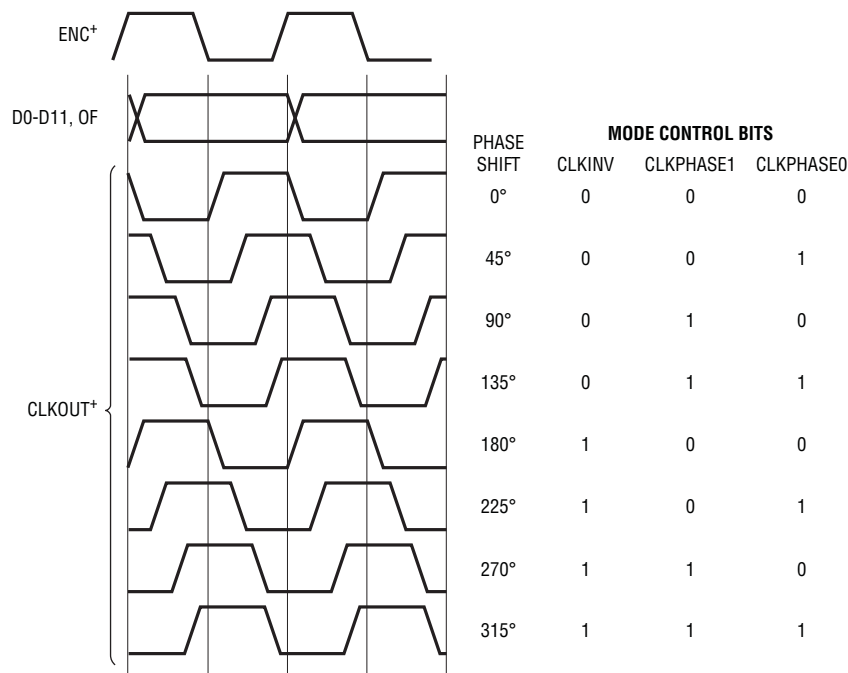 ENC+
D0-D11, OF
CLKOUT+
PHASE SHIFT
MODE CONTROL BITS
CLKINV CLKPHASE1 CLKPHASE0
0° 0 0 0
45° 0 0 1
90° 0 1 0
135° 0 1 1
180° 1 0 0
225° 1 0 1
270° 1 1 0
315° 1 1 1